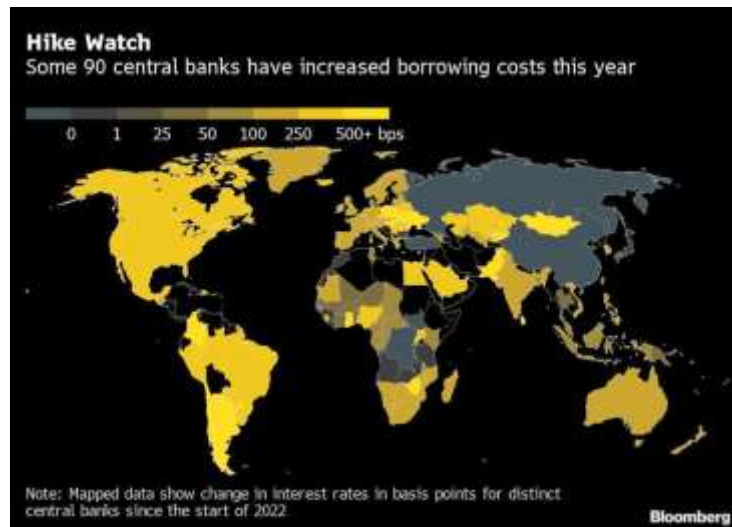 Hike Watch
Some 90 central banks have increased borrowing costs this year
0 1 25 50 100 250 500+ bps
Note: Mapped data show change in interest rates in basis points for distinct
central banks since the start of 2022
Bloomberg